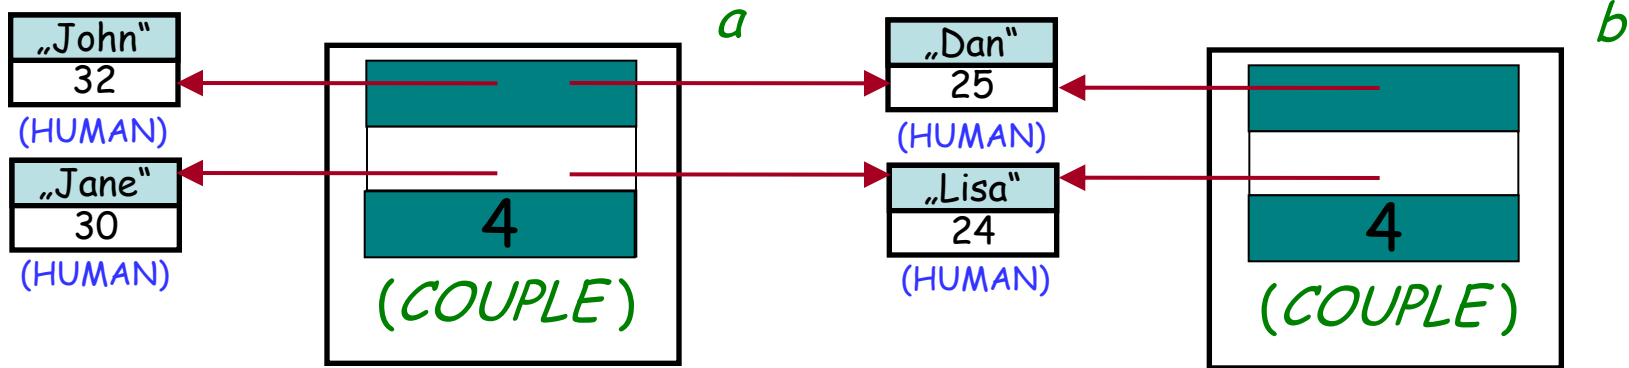 „John“
32
(HUMAN)
„Jane“
30
(HUMAN)
a
4
(COUPLE)
„Dan“
25
(HUMAN)
„Lisa“
24
(HUMAN)
b
4
(COUPLE)